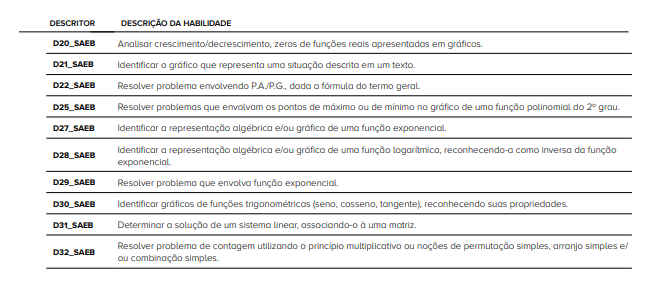 DESCRITOR DESCRIÇÃO DA HABILIDADE
D20_SAEB Analisar crescimento/decrescimento, zeros de funções reais apresentadas em gráficos.
D21_SAEB Identificar o gráfico que representa uma situação descrita em um texto.
D22_SAEB Resolver problema envolvendo P.A./P.G., dada a fórmula do termo geral.
D25_SAEB Resolver problemas que envolvam os pontos de máximo ou de mínimo no gráfico de uma função polinomial do 2º grau.
D27_SAEB Identificar a representação algébrica e/ou gráfica de uma função exponencial.
D28_SAEB Identificar a representação algébrica e/ou gráfica de uma função logarítmica, reconhecendo-a como inversa da função
exponencial.
D29_SAEB Resolver problema que envolva função exponencial.
D30_SAEB Identificar gráficos de funções trigonométricas (seno, cosseno, tangente), reconhecendo suas propriedades.
D31_SAEB Determinar a solução de um sistema linear, associando-o à uma matriz.
D32_SAEB Resolver problema de contagem utilizando o princípio multiplicativo ou noções de permutação simples, arranjo simples e/
ou combinação simples.